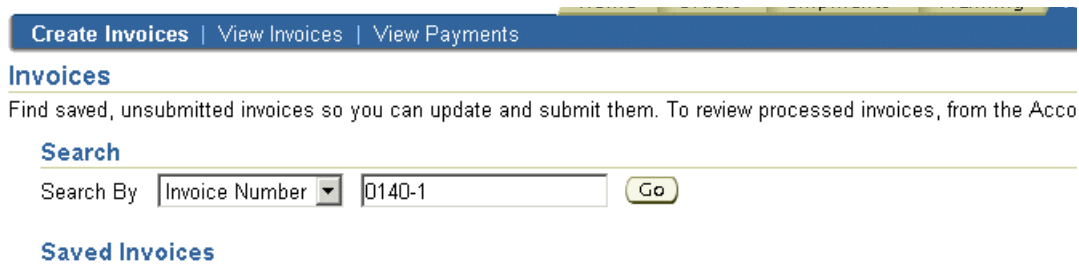 Create Invoices | View Invoices | View Payments
Invoices
Find saved, unsubmitted invoices so you can update and submit them. To review processed invoices, from the Acco
Search
Search By Invoice Number 0140-1 Go
Saved Invoices